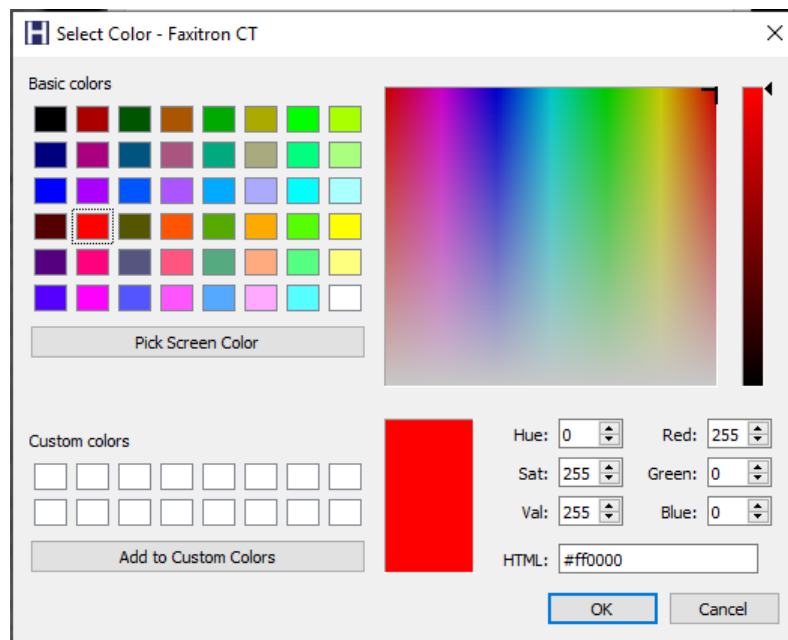 Select Color - Faxitron CT
Basic colors
Pick Screen Color
Custom colors
Add to Custom Colors
Hue: 0 Red: 255
Sat: 255 Green: 0
Val: 255 Blue: 0
HTML: #ff0000
OK Cancel